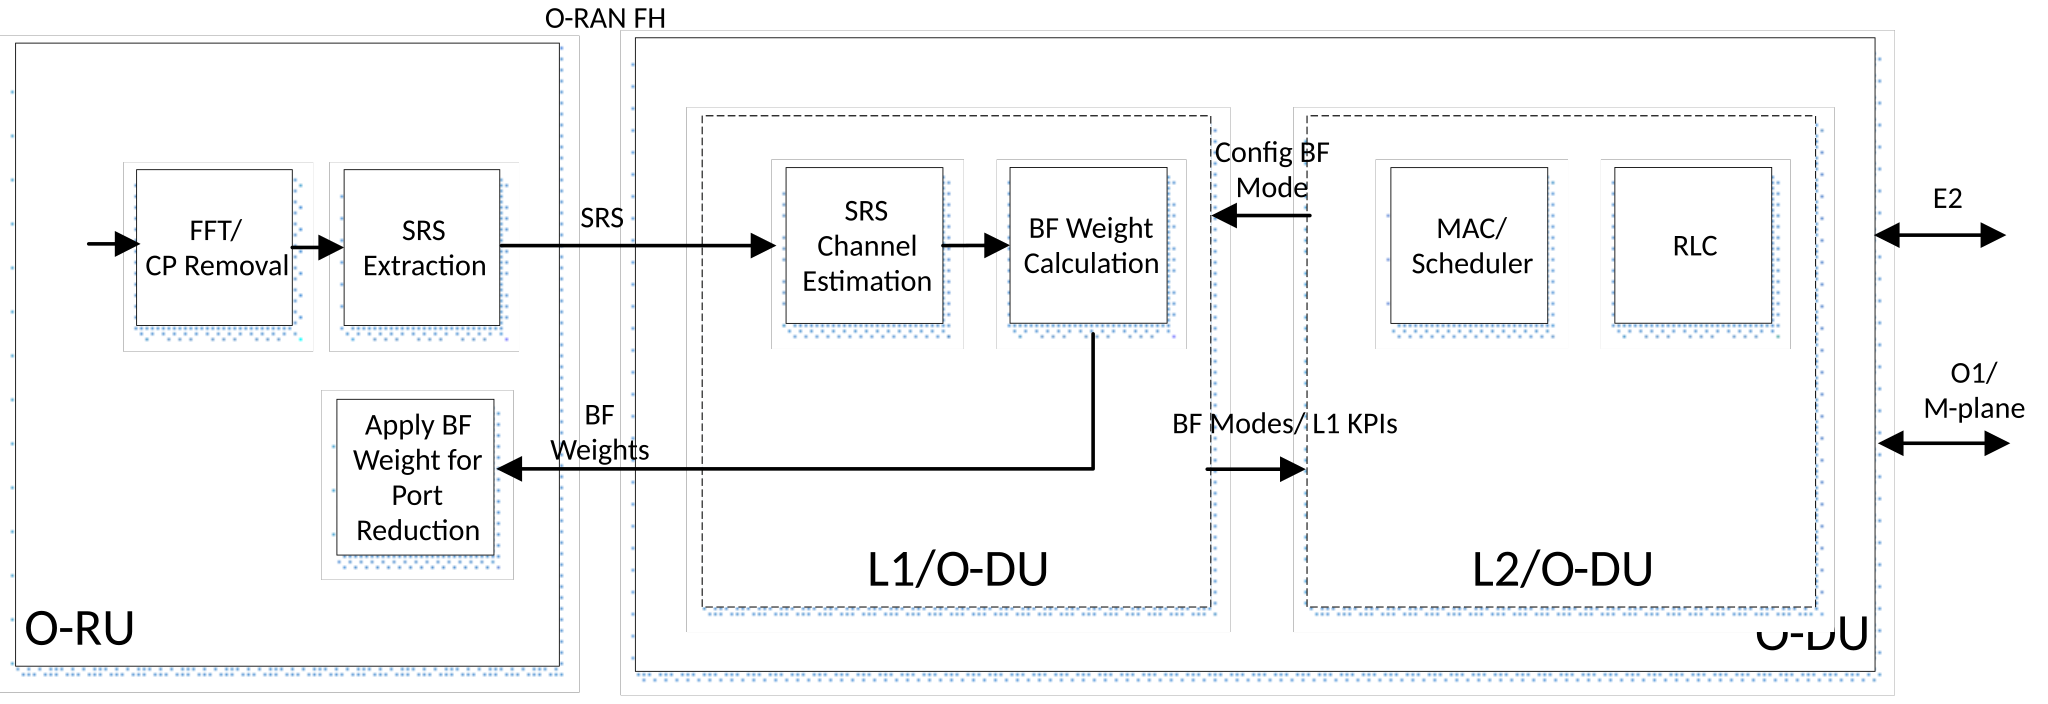 O-RAN FH
FFT/
CP Removal
SRS
Extraction
SRS
SRS
Channel
Estimation
BF Weight
Calculation
Config BF
Mode
MAC/
Scheduler
RLC
E2
O1/
M-plane
Apply BF
Weight for
Port
Reduction
BF
Weights
BF Modes/ L1 KPIs
L1/O-DU
L2/O-DU
O-RU
O-DU